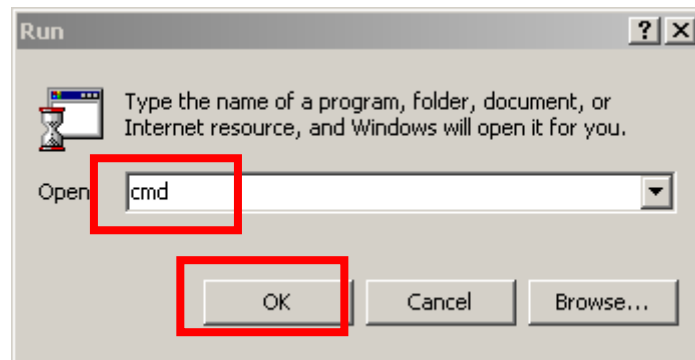 Run
Type the name of a program, folder, document, or
Internet resource, and Windows will open it for you.
Open
cmd
OK Cancel Browse...